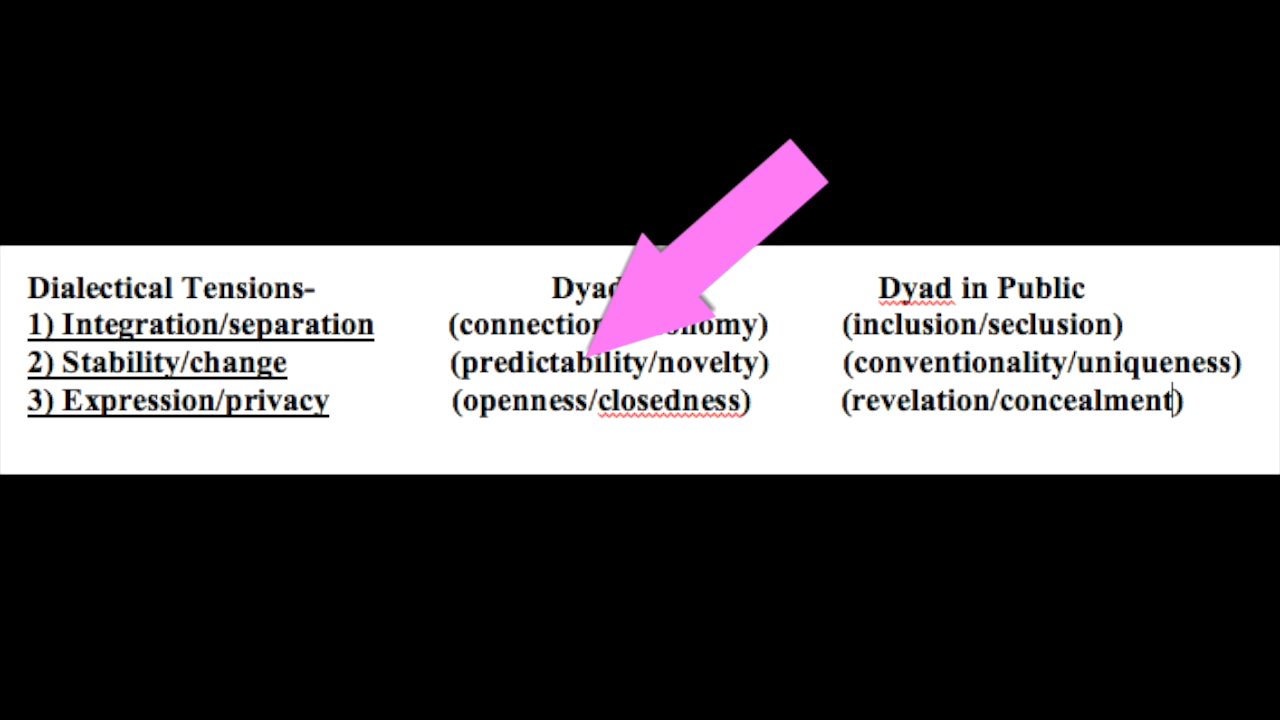 Dialectical Tensions- Dyad in Public
1) Integration/separation (inclusion/seclusion)
2) Stability/change (predictability/novelty) (conventionality/uniqueness)
3) Expression/privacy (openness/closedness) (revelation/concealment)